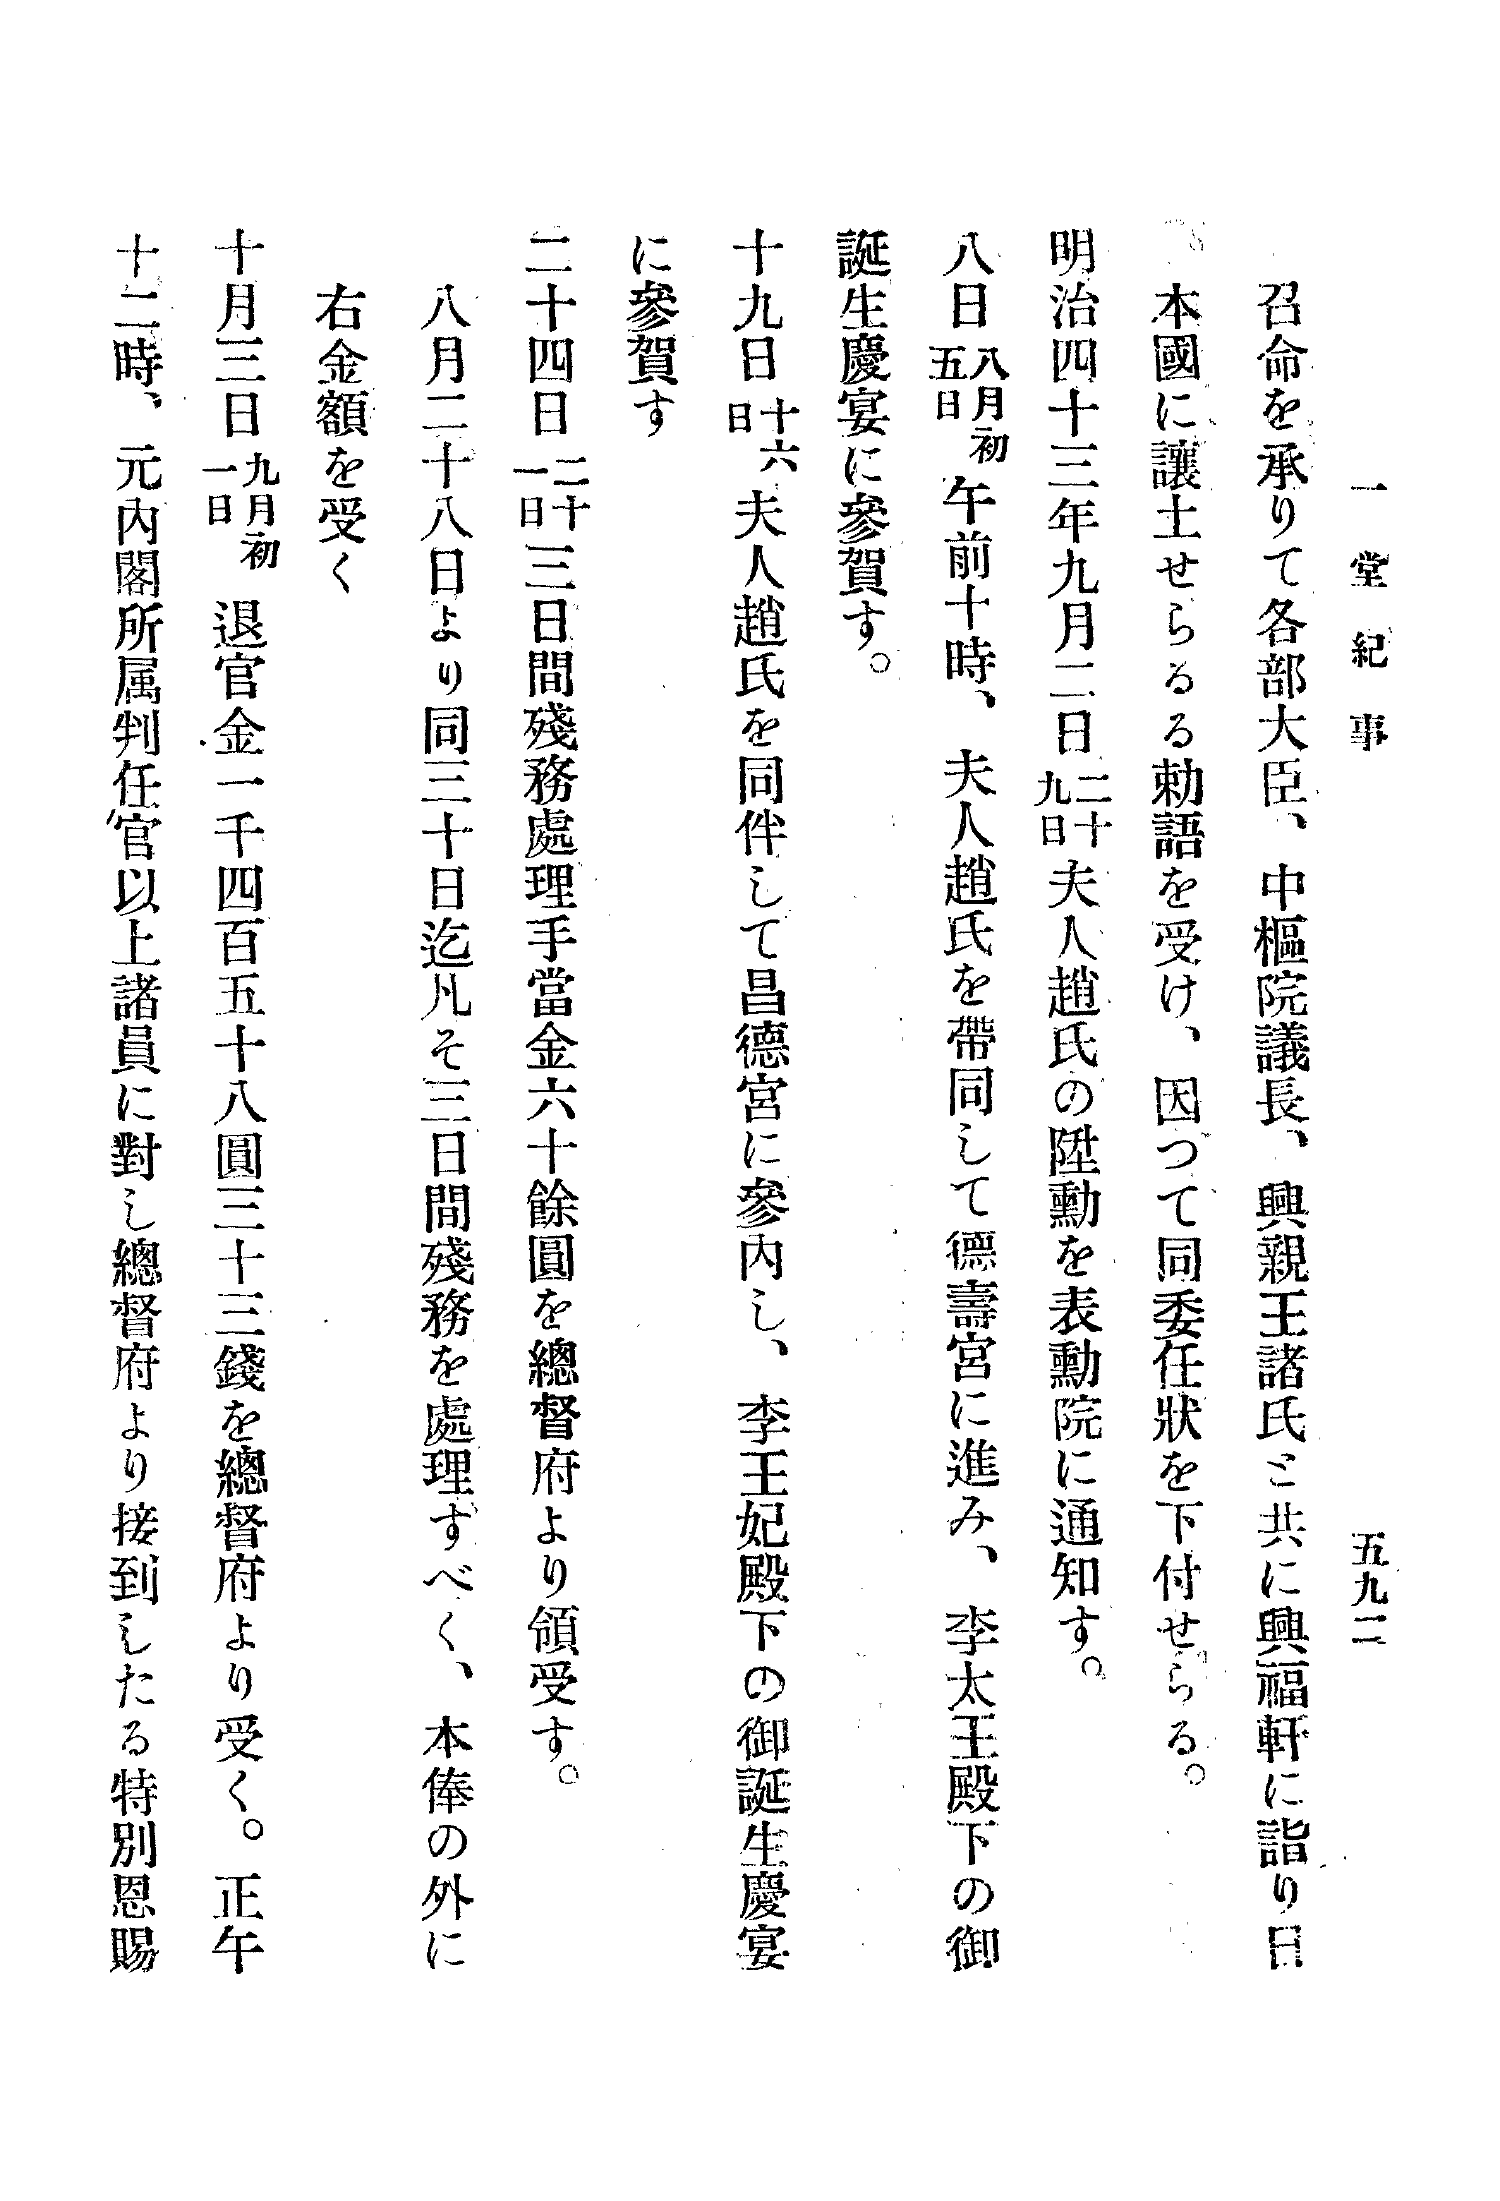 一堂紀事　五九二
召命を承りて各部大臣、中樞院議長、興親王諸氏と共に興福軒に詣り日
本國に讓土せらるる勅語を受け、因つて同委任狀を下付せらる。
明治四十三年九月二日二十九日夫人趙氏の陞勳を表勳院に通知す。
八日八月初五日午前十時、夫人趙氏を帶同して德壽宮に進み、李太王殿下の御
誕生慶宴に參賀す。
十九日十六日夫人趙氏を同伴して昌德宮に參內し、李王妃殿下の御誕生慶宴
に參賀す
二十四日二十一日三日間殘務處理手當金六十餘圓を總督府より領受す。
八月二十八日より同三十日迄凡そ三日間殘務を處理すべく、本俸の外に
右金額を受く
十月三日九月初一日退官金一千四百五十八圓三十三錢を總督府より受く。正午
十二時、元內閣所属判任官以上諸員に對し總督府より接到したる特別恩賜